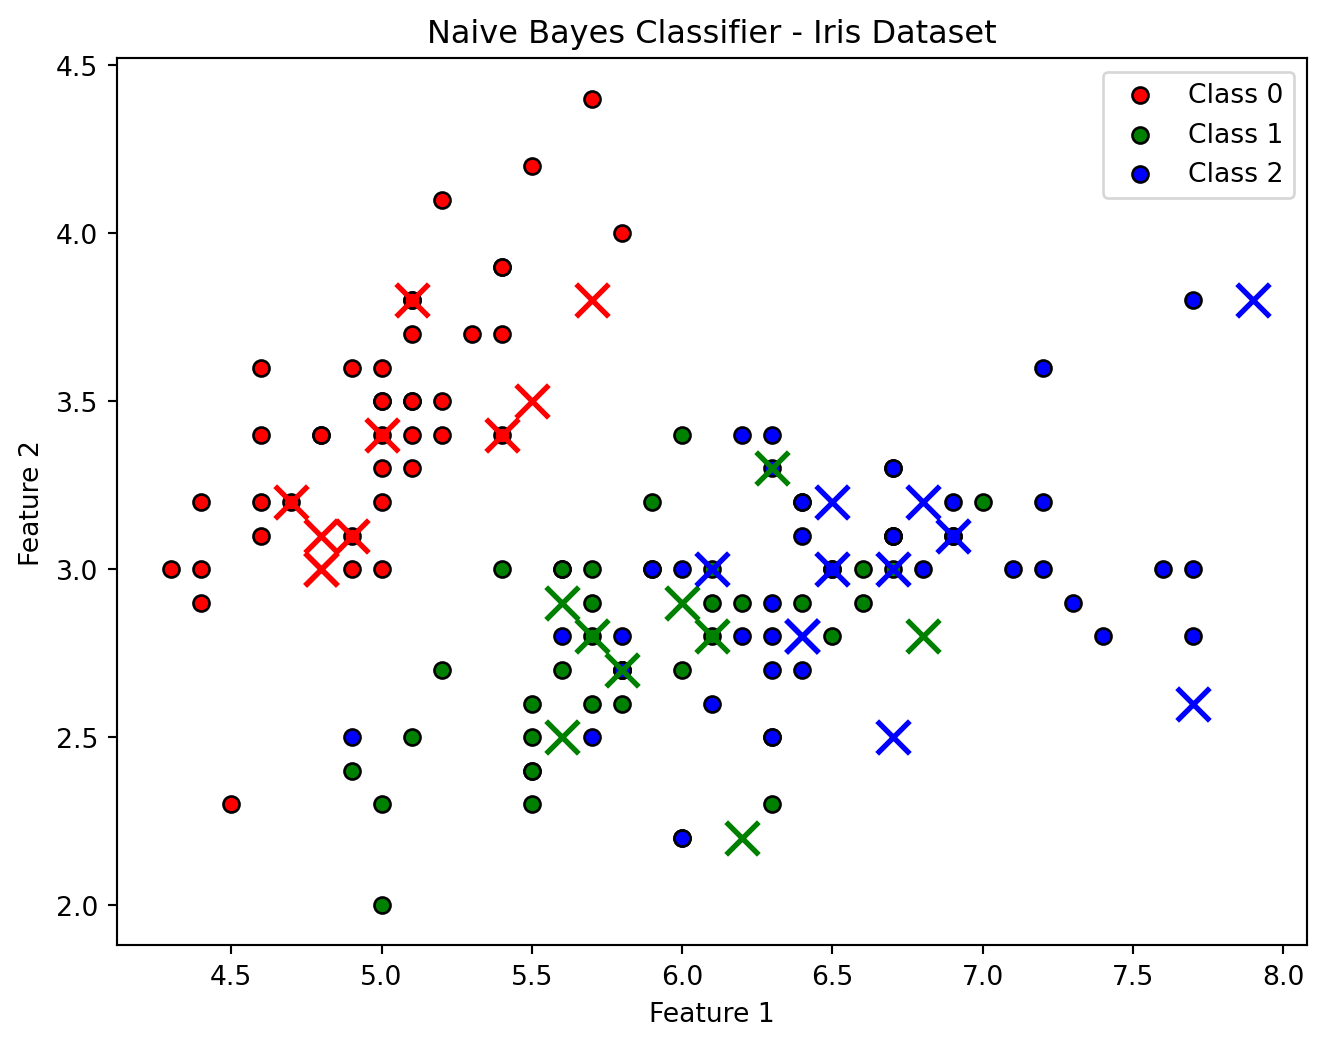 Naive Bayes Classifier - Iris Dataset
Class 0
Class 1
Class 2
4.5
4.0
3.5
3.0
2.5
2.0
Feature 2
4.5 5.0 5.5 6.0 6.5 7.0 7.5 8.0
Feature 1